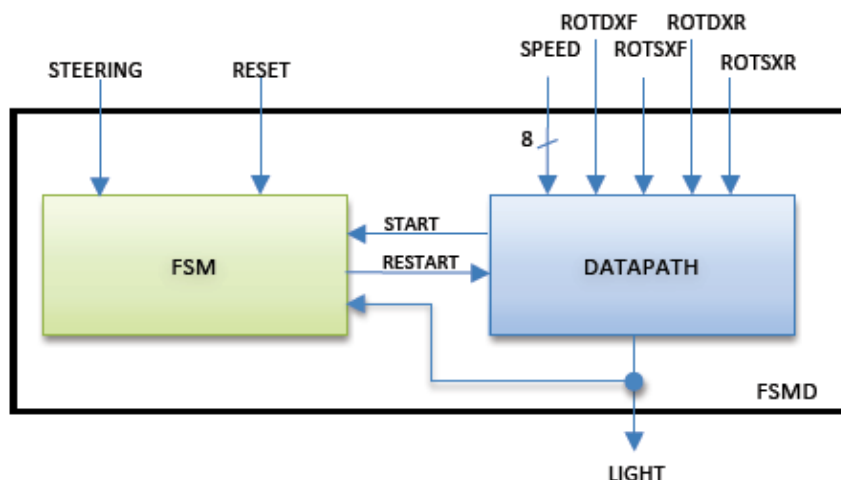 ROTDXF ROTDXR
SPEED ROTSXF ROTSXR
STEERING RESET
8
START
FSM RESTART DATAPATH
FSMD
LIGHT